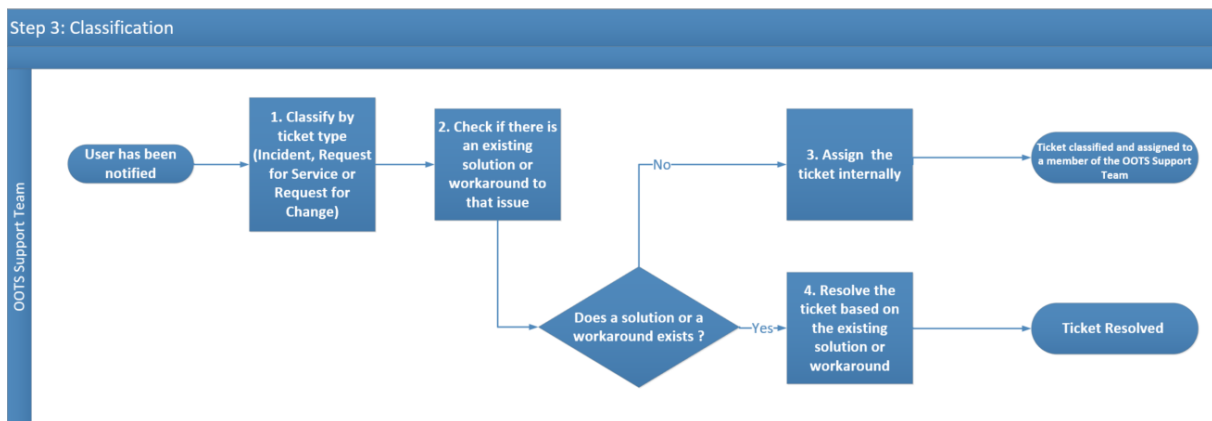 Step 3: Classification
OOTS Support Team
User has been
notified
1. Classify by
ticket type
(Incident, Request
for Service or
Request for
Change)
2. Check if there is
an existing
solution or
workaround to
that issue
Does a solution or a
workaround exists ?
No
3. Assign the
ticket internally
Ticket classified and assigned to
a member of the OOTS Support
Team
Yes
4. Resolve the
ticket based on
the existing
solution or
workaround
Ticket Resolved